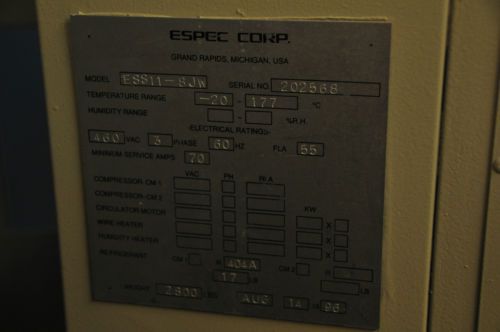 ESPEC CORP.
GRAND RAPIDS, MICHIGAN, USA
MODEL ESS11-8JW SERIAL NO. 202568
TEMPERATURE RANGE -20 - 177 °C
HUMIDITY RANGE - %R.H.
ELECTRICAL RATINGS
460 VAC 3 PHASE 60 HZ FLA 55
MINIMUM SERVICE AMPS 70
VAC PH RLA
COMPRESSOR CM 1
COMPRESSOR CM 2 KW
CIRCULATOR MOTOR X
WIRE HEATER X
HUMIDITY HEATER X
REFRIGERANT CM 1 R 404A CM 2 R
17 LB LB
WEIGHT 2800 LBS AUG 14 96